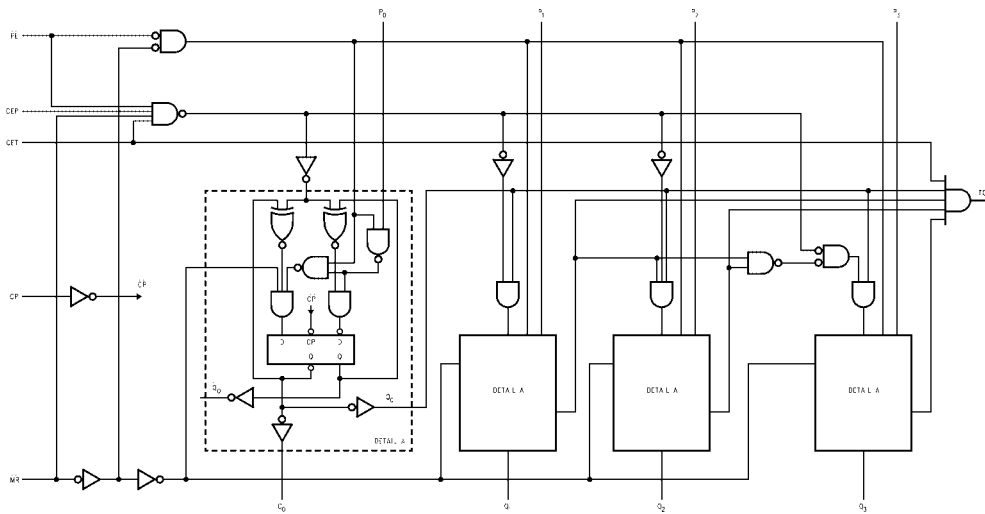 P0
P1
P2
P3
PE
CEP
CET
TC
CP
CP
CP
D
CP
D
Q
Q
Q0
Q0
DETAIL A
DETAIL A
DETAIL A
DETAIL A
MR
Q0
Q2
Q3